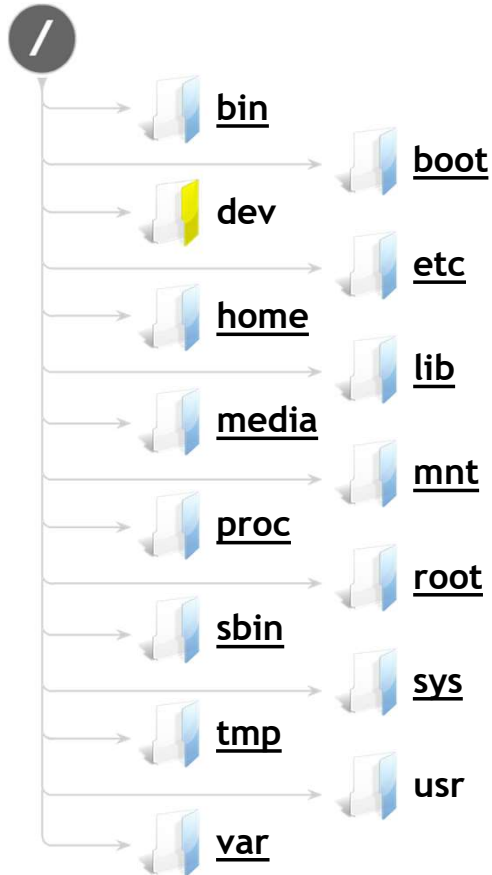 /
bin
boot
dev
etc
home
lib
media
mnt
proc
root
sbin
sys
tmp
usr
var